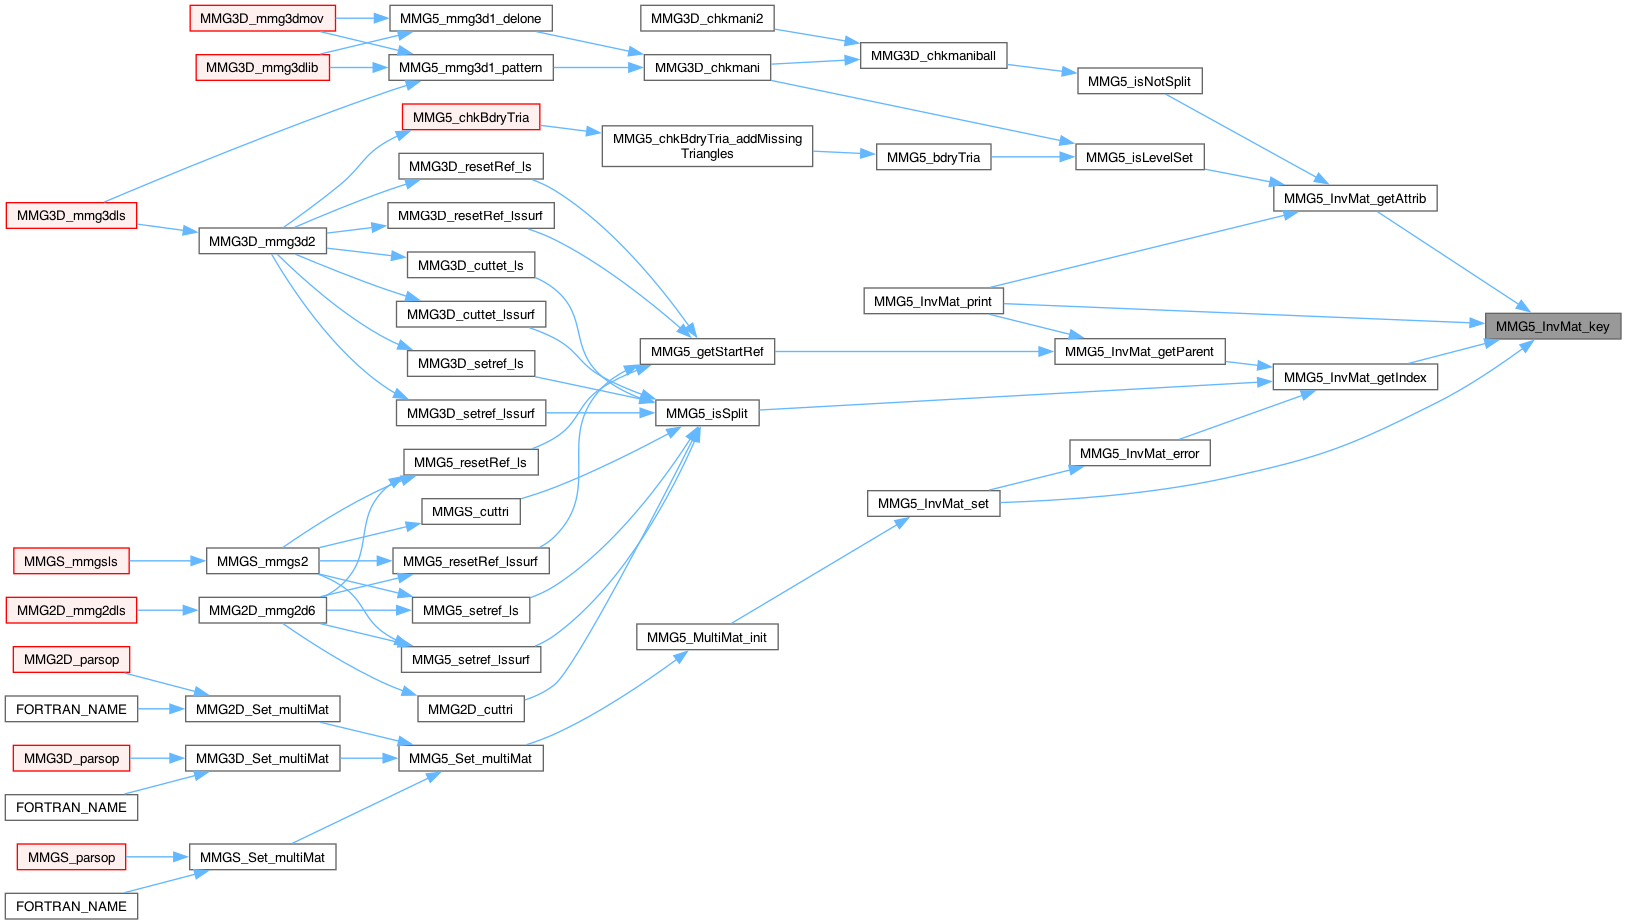 MMG3D_mmg3dmov
MMG5_mmg3d1_delone
MMG3D_chkmani2
MMG3D_chkmaniball
MMG3D_mmg3dlib
MMG5_mmg3d1_pattern
MMG3D_chkmani
MMG5_isNotSplit
MMG5_chkBdryTria
MMG5_chkBdryTria_addMissing
Triangles
MMG5_bdryTria
MMG5_isLevelSet
MMG3D_resetRef_ls
MMG5_InvMat_getAttrib
MMG3D_mmg3dls
MMG3D_resetRef_lssurf
MMG3D_mmg3d2
MMG3D_cuttet_ls
MMG5_InvMat_print
MMG3D_cuttet_lssurf
MMG5_InvMat_key
MMG5_getStartRef
MMG5_InvMat_getParent
MMG3D_setref_ls
MMG5_InvMat_getIndex
MMG3D_setref_lssurf
MMG5_isSplit
MMG5_InvMat_error
MMG5_resetRef_ls
MMG5_InvMat_set
MMGS_cuttri
MMGS_mmgsls
MMGS_mmgs2
MMG5_resetRef_lssurf
MMG2D_mmg2dls
MMG2D_mmg2d6
MMG5_setref_ls
MMG5_MultiMat_init
MMG2D_parsop
MMG5_setref_lssurf
FORTRAN_NAME
MMG2D_Set_multiMat
MMG2D_cuttri
MMG3D_parsop
MMG3D_Set_multiMat
MMG5_Set_multiMat
FORTRAN_NAME
MMGS_parsop
MMGS_Set_multiMat
FORTRAN_NAME